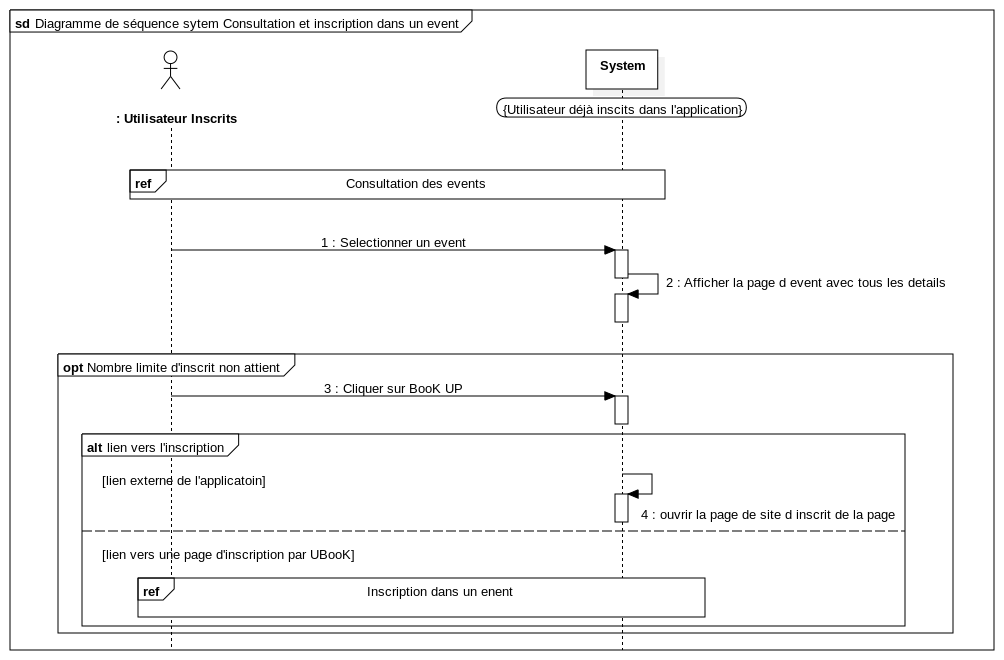 sd Diagramme de séquence sytem Consultation et inscription dans un event
System
{Utilisateur déjà inscits dans l'application}
: Utilisateur Inscrits
ref Consultation des events
1 : Selectionner un event
2 : Afficher la page d event avec tous les details
opt Nombre limite d'inscrit non attient
3 : Cliquer sur BooK UP
alt lien vers l'inscription
[lien externe de l'applicatoin]
4 : ouvrir la page de site d inscrit de la page
[lien vers une page d'inscription par UBooK]
ref Inscription dans un enent